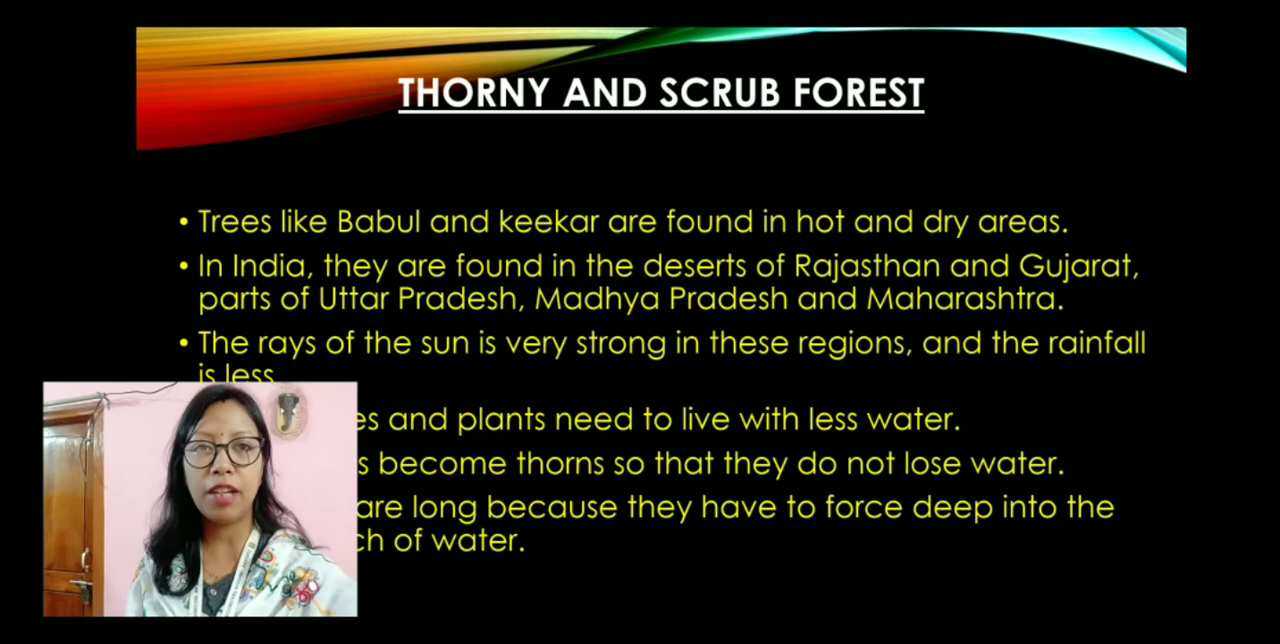 THORNY AND SCRUB FOREST
• Trees like Babul and keekar are found in hot and dry areas.
• In India, they are found in the deserts of Rajasthan and Gujarat,
parts of Uttar Pradesh, Madhya Pradesh and Maharashtra.
• The rays of the sun is very strong in these regions, and the rainfall
is less
and plants need to live with less water.
become thorns so that they do not lose water.
are long because they have to force deep into the
of water.